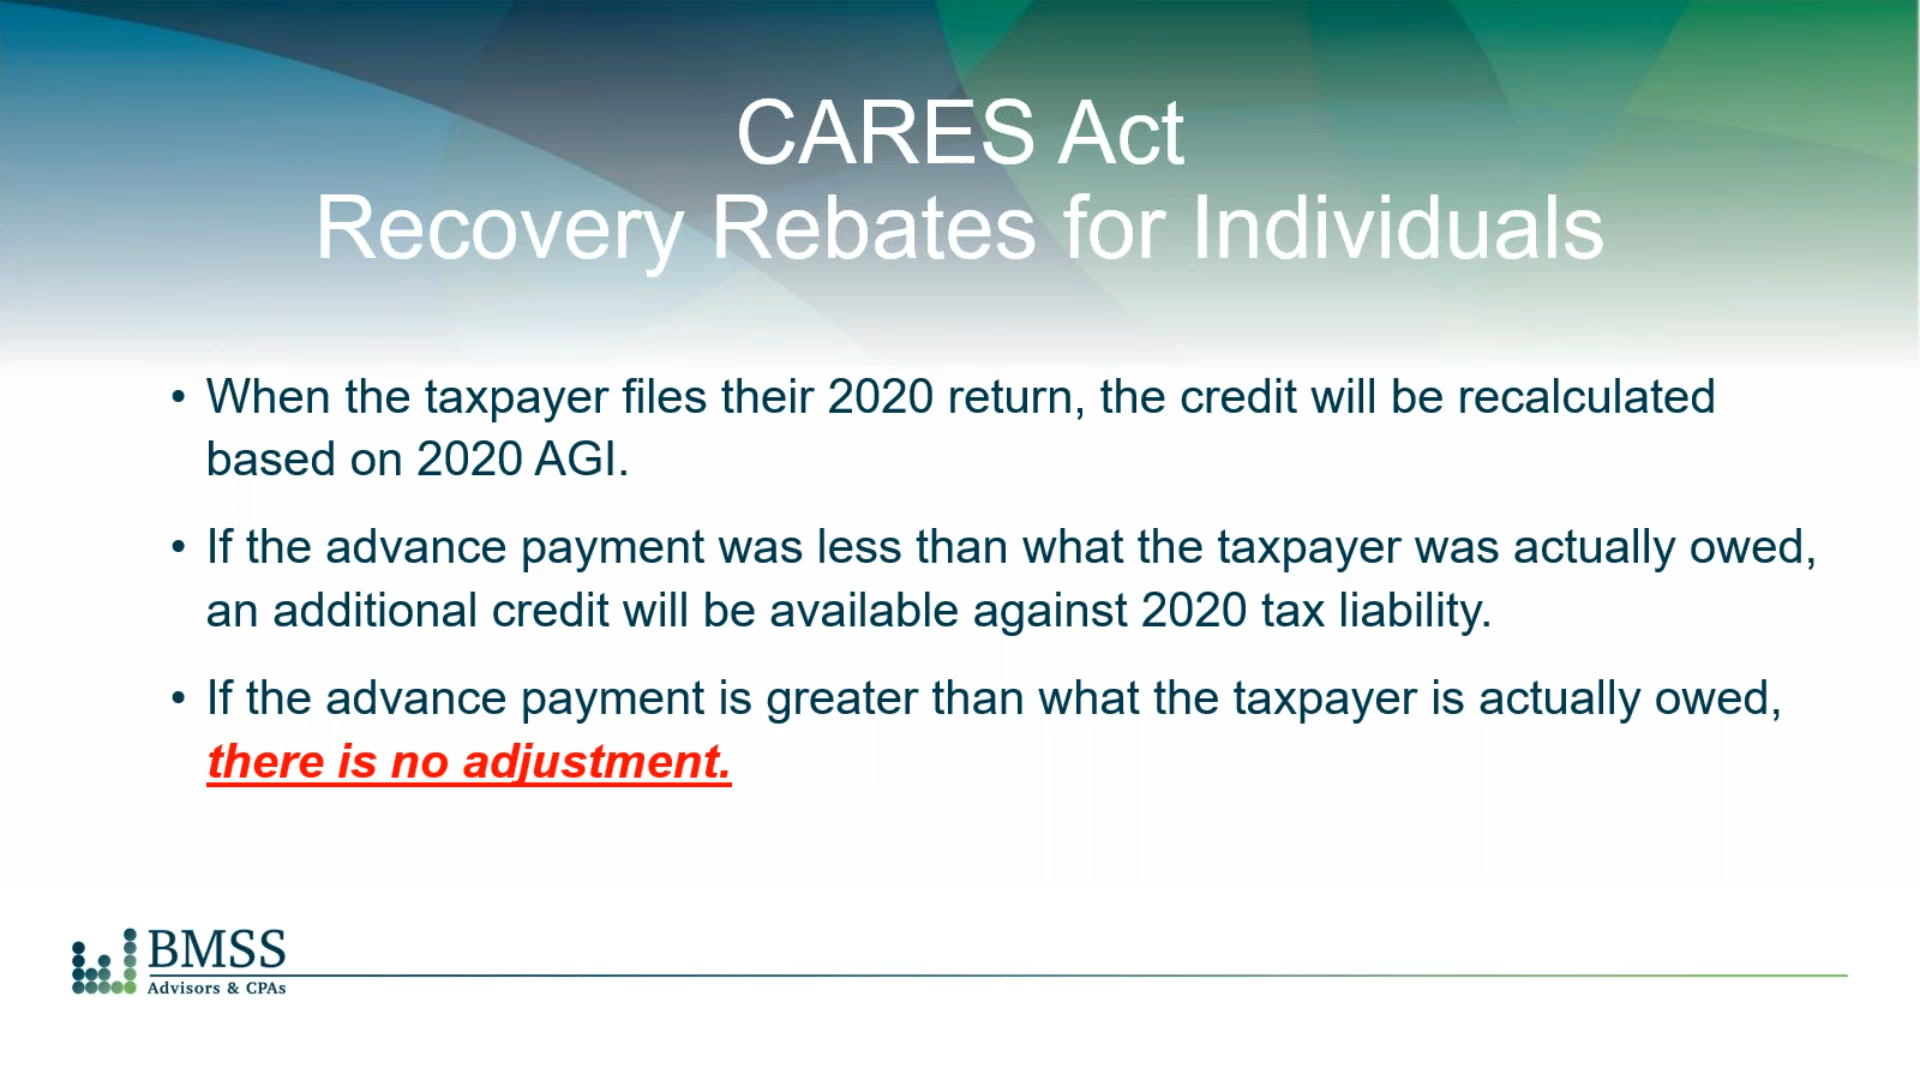 CARES Act
Recovery Rebates for Individuals
• When the taxpayer files their 2020 return, the credit will be recalculated
based on 2020 AGI.
• If the advance payment was less than what the taxpayer was actually owed,
an additional credit will be available against 2020 tax liability.
• If the advance payment is greater than what the taxpayer is actually owed,
there is no adjustment.
BMSS
Advisors & CPAs